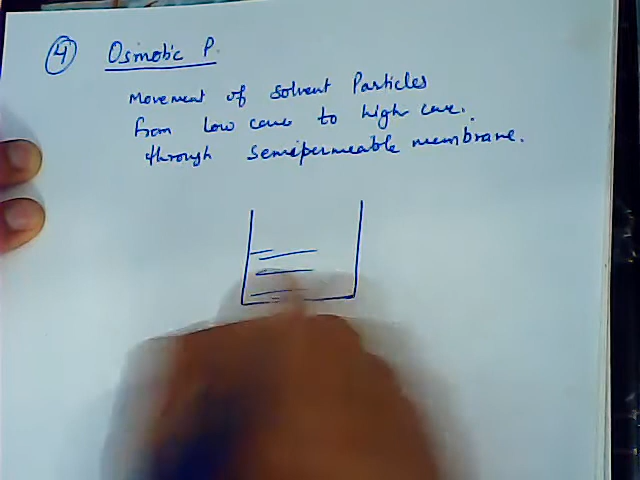 4 Osmotic P.
Movement of solvent Particles
from low conc to high conc.
through semipermeable membrane.